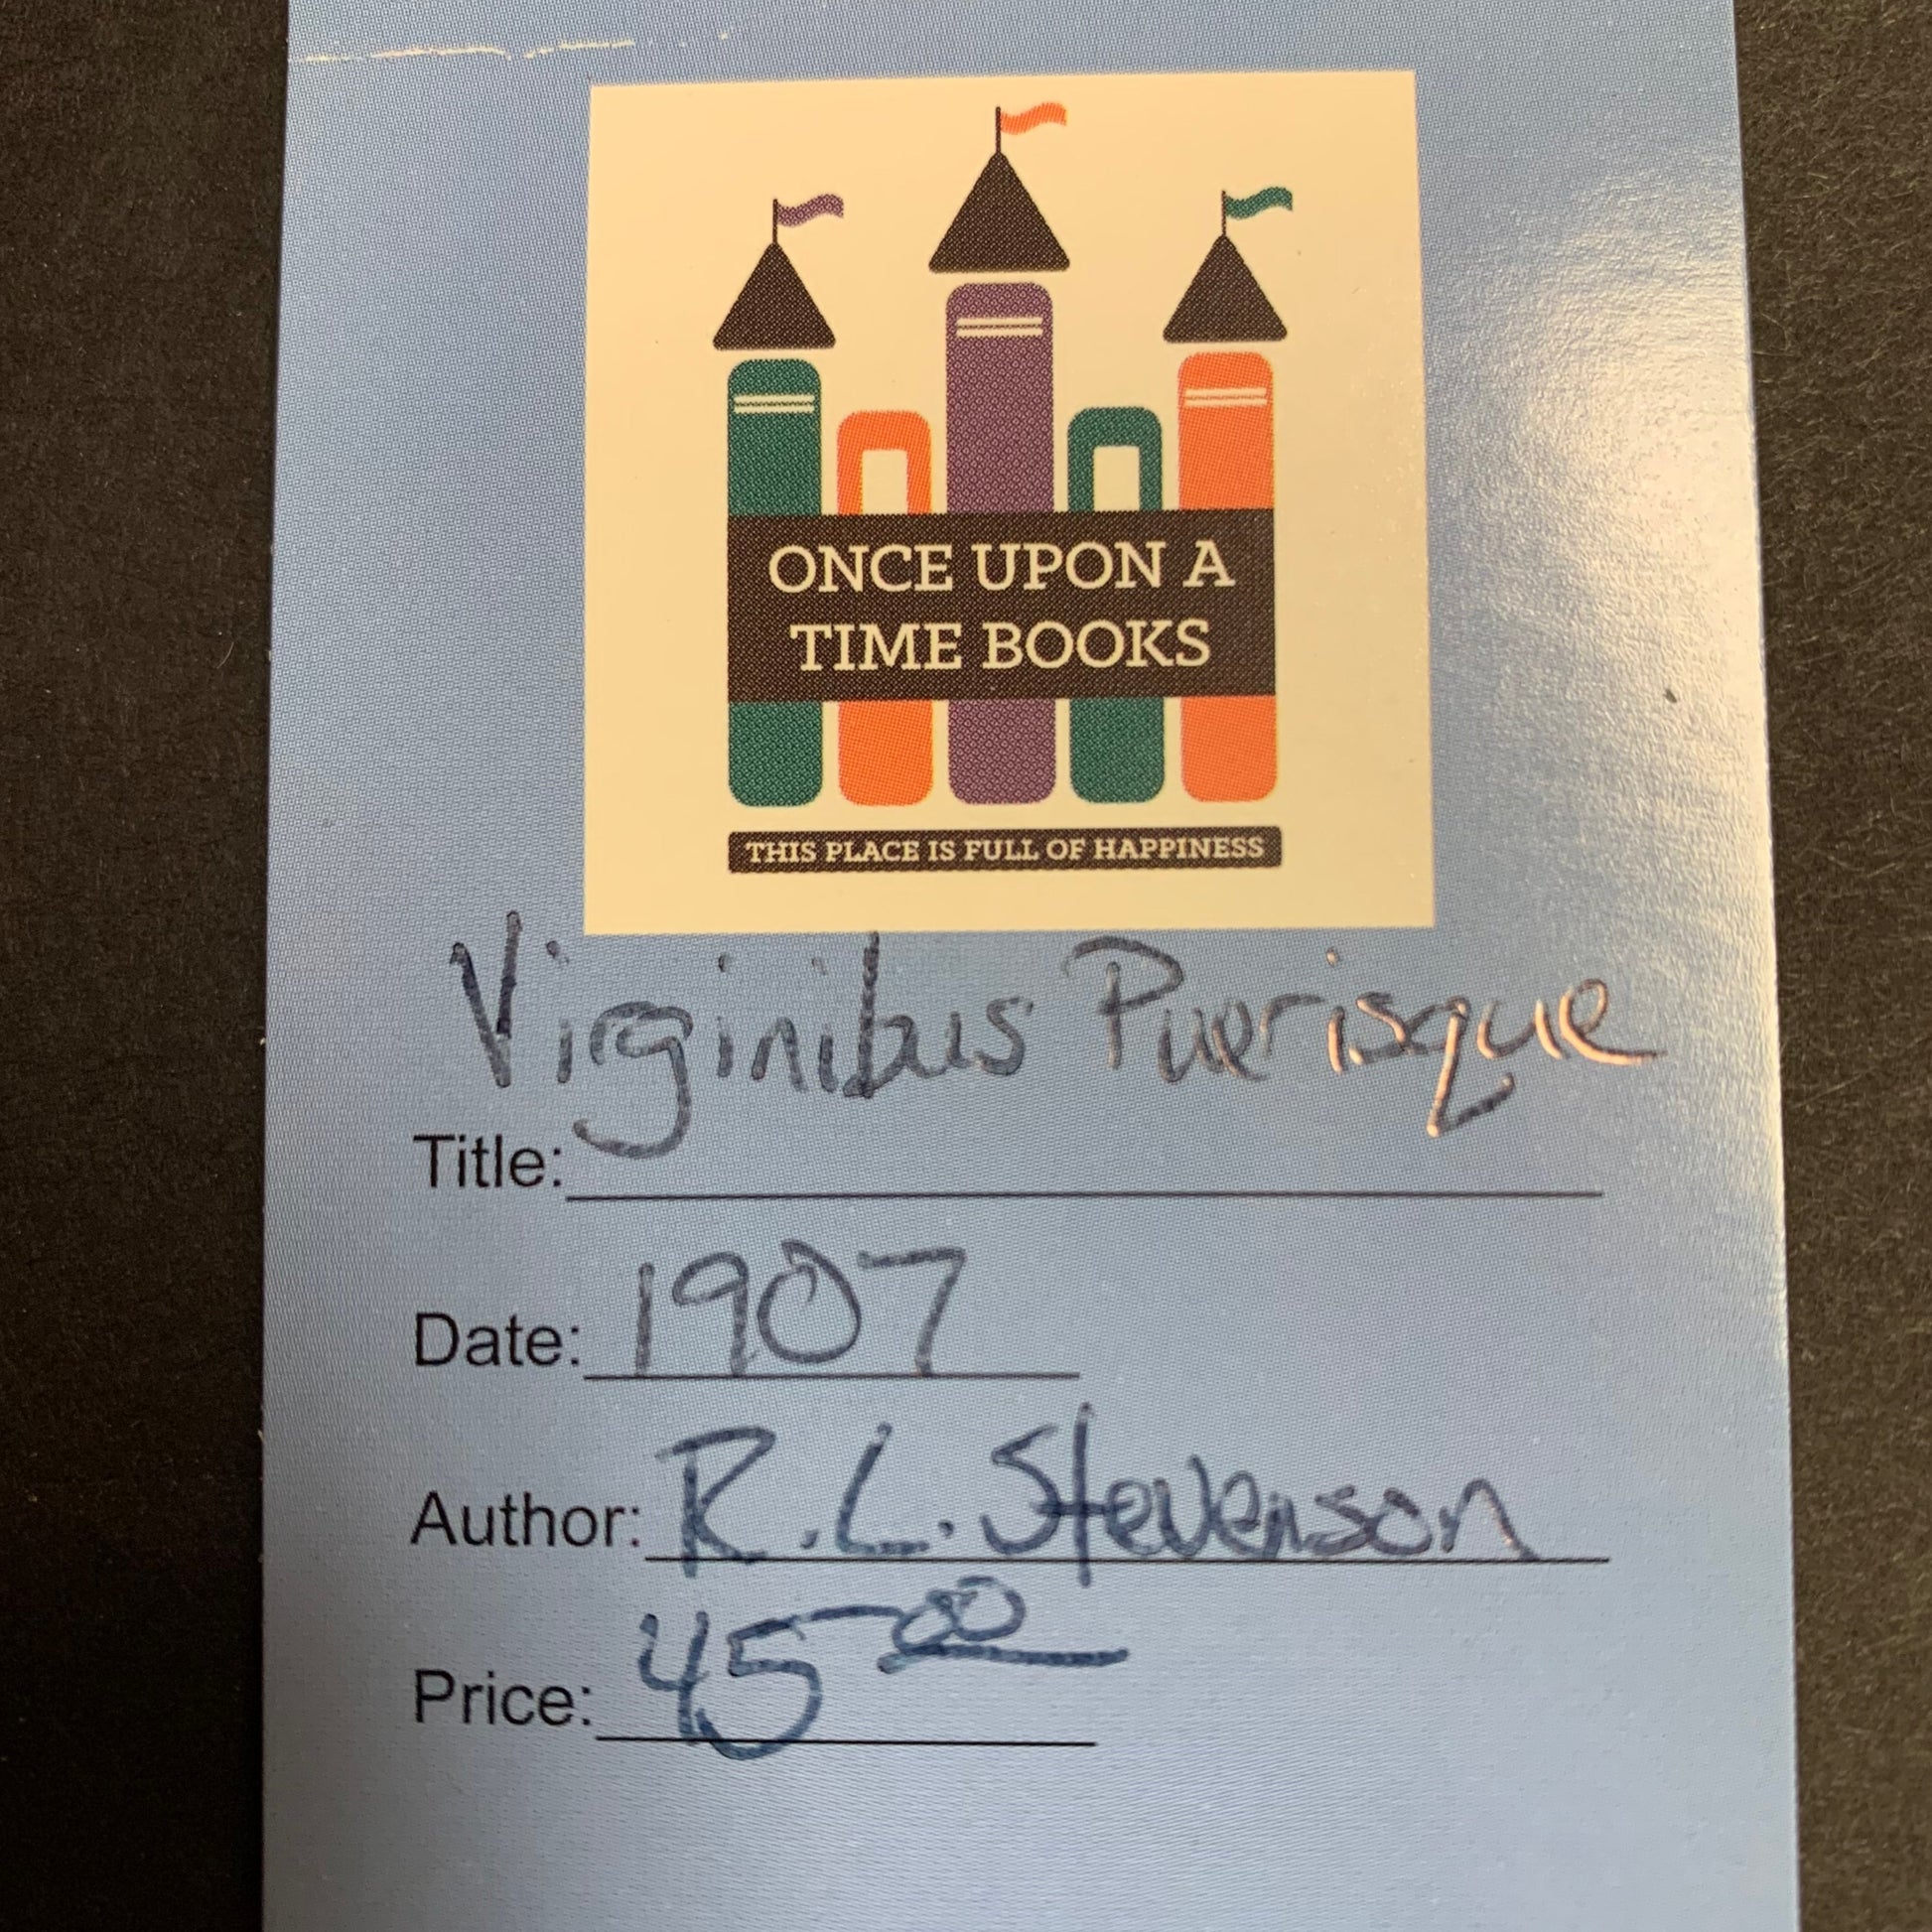 ONCE UPON A
TIME BOOKS
THIS PLACE IS FULL OF HAPPINESS
Virginibus Puerisque
Title:
Date: 1907
Author: R.L. Stevenson
Price: 45 00